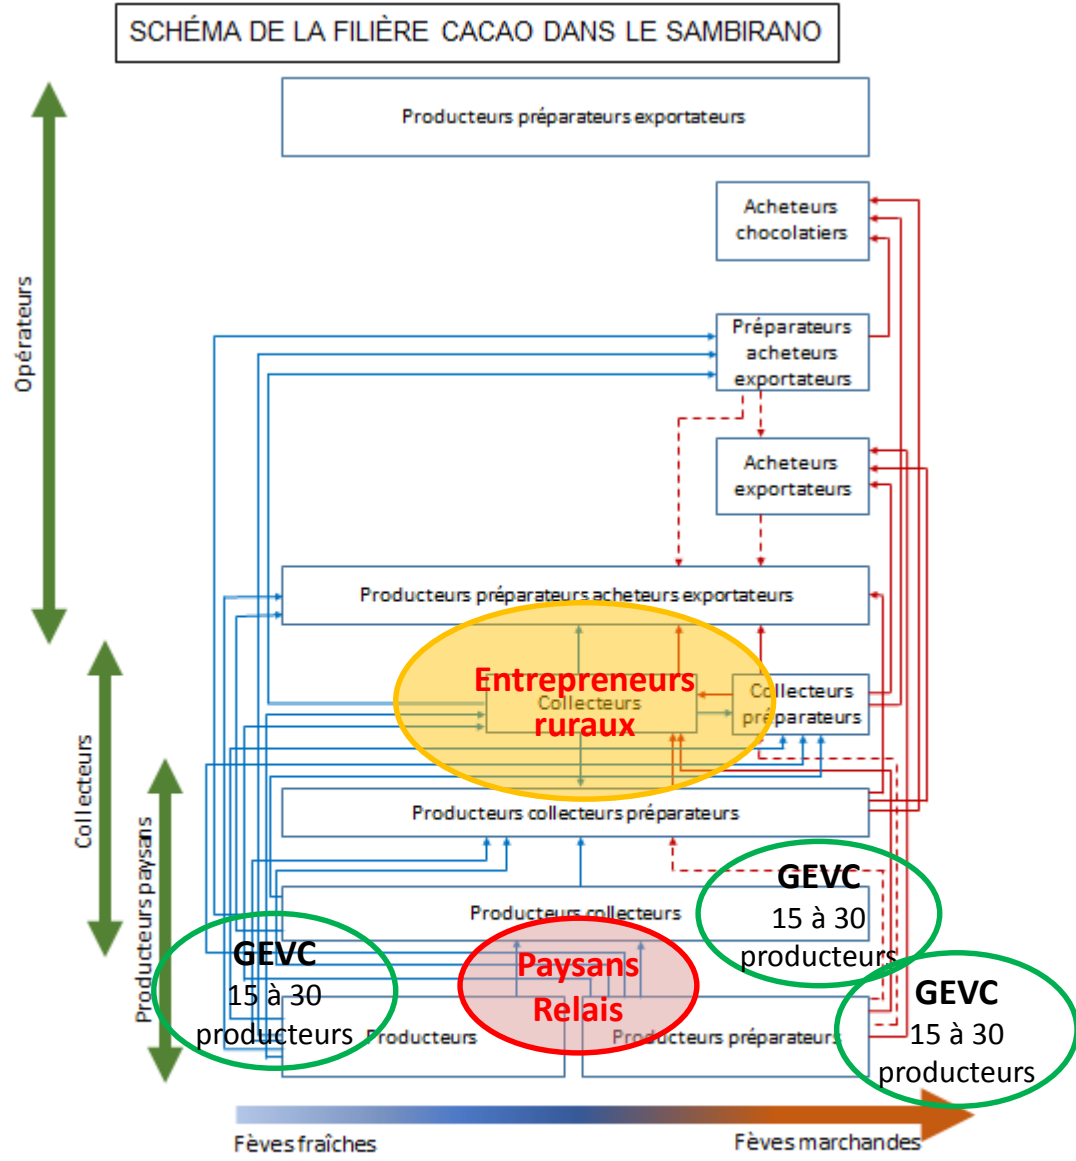 SCHÉMA DE LA FILIÈRE CACAO DANS LE SAMBIRANO
Producteurs préparateurs exportateurs
Acheteurs
chocolatiers
Opérateurs
Préparateurs
acheteurs
exportateurs
Acheteurs
exportateurs
Producteurs préparateurs acheteurs exportateurs
Entrepreneurs
ruraux
Collecteurs
Collecteurs
préparateurs
Collecteurs
Producteurs collecteurs préparateurs
Producteurs paysans
GEVC
15 à 30
producteurs
Producteurs collecteurs
GEVC
15 à 30
producteurs
Paysans
Relais
GEVC
15 à 30
producteurs
Producteurs
Producteurs préparateurs
Fèves fraîches
Fèves marchandes